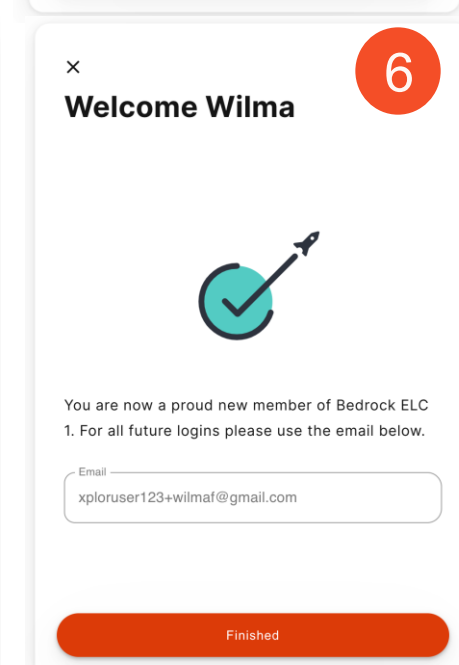 6
Welcome Wilma
You are now a proud new member of Bedrock ELC
1. For all future logins please use the email below.
Email
xploruser123+wilmaf@gmail.com
Finished